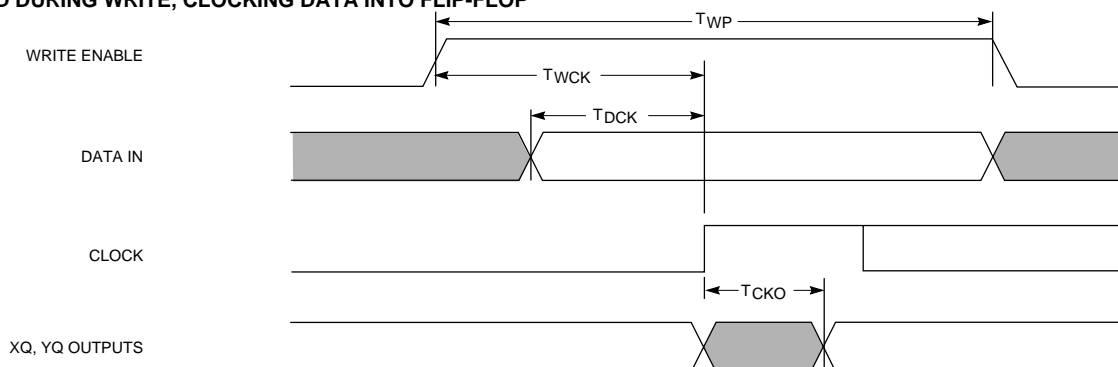 DURING WRITE, CLOCKING DATA INTO FLIP-FLOP
TWP
WRITE ENABLE
TWCK
TDCK
DATA IN
CLOCK
TCKO
XQ, YQ OUTPUTS